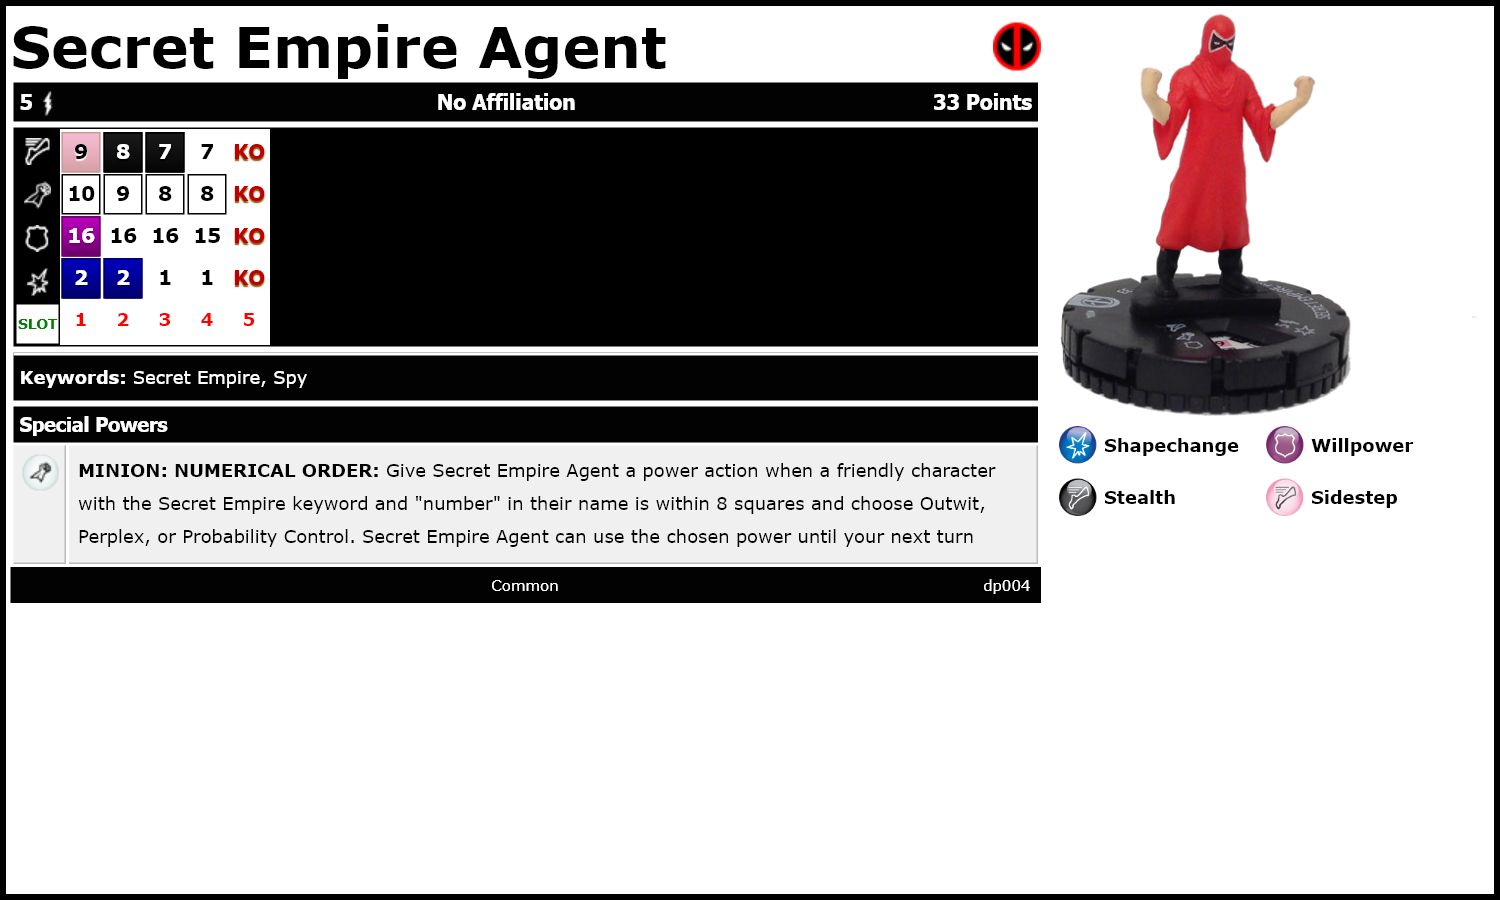 Secret Empire Agent
5 No Affiliation 33 Points
9 8 7 7 KO
10 9 8 8 KO
16 16 16 15 KO
2 2 1 1 KO
SLOT 1 2 3 4 5
Keywords: Secret Empire, Spy
Special Powers
MINION: NUMERICAL ORDER: Give Secret Empire Agent a power action when a friendly character
with the Secret Empire keyword and "number" in their name is within 8 squares and choose Outwit,
Perplex, or Probability Control. Secret Empire Agent can use the chosen power until your next turn
Common dp004
Shapechange Willpower
Stealth Sidestep